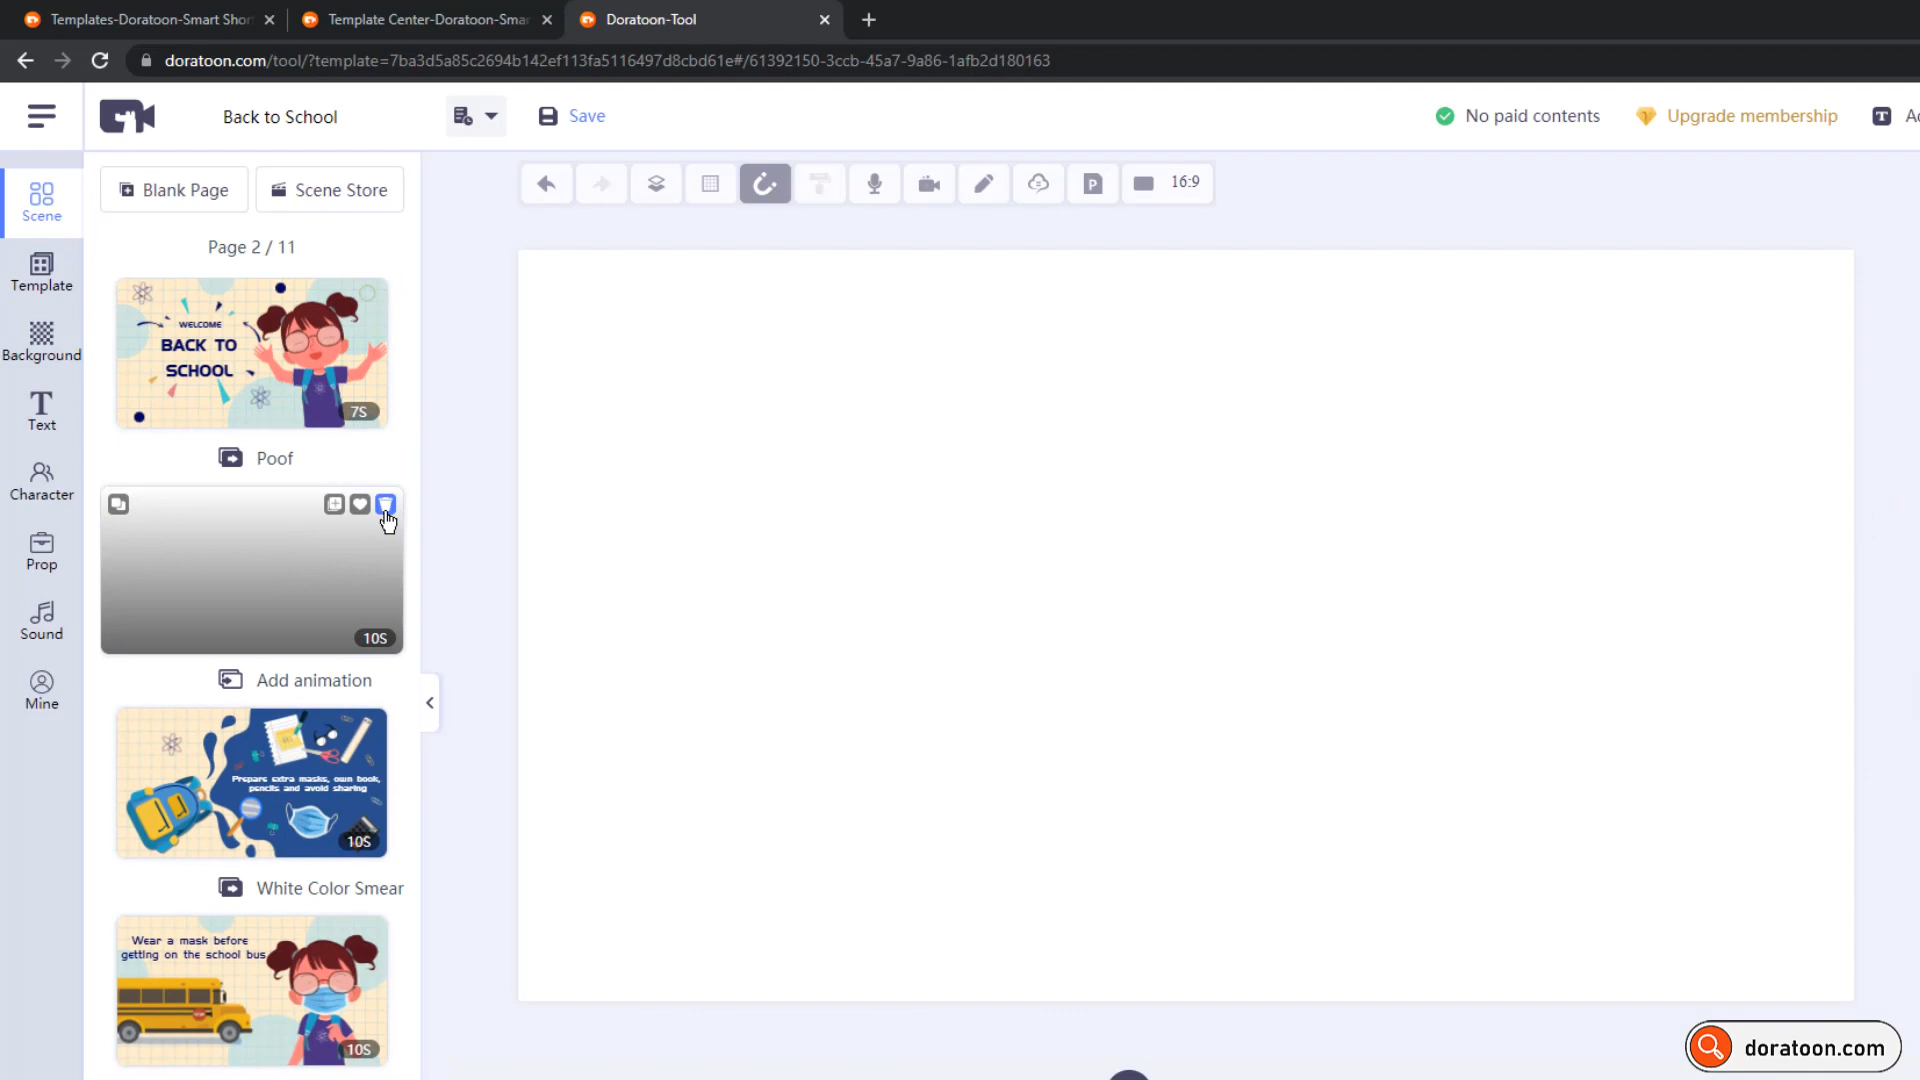 Templates-Doratoon-Smart Shor
Template Center-Doratoon-Smar
Doratoon-Tool
doratoon.com/tool/?template=7ba3d5a85c2694b142ef113fa5116497d8cbd61e#/61392150-3ccb-45a7-9a86-1afb2d180163
Back to School
Save
No paid contents
Upgrade membership
T
Scene
Template
Background
Text
Character
Prop
Sound
Mine
Blank Page
Scene Store
16:9
Page 2 / 11
WELCOME
BACK TO
SCHOOL
7S
Poof
10S
Add animation
Prepare extra masks, own book,
pencils and avoid sharing
10S
White Color Smear
Wear a mask before
getting on the school bus
10S
doratoon.com